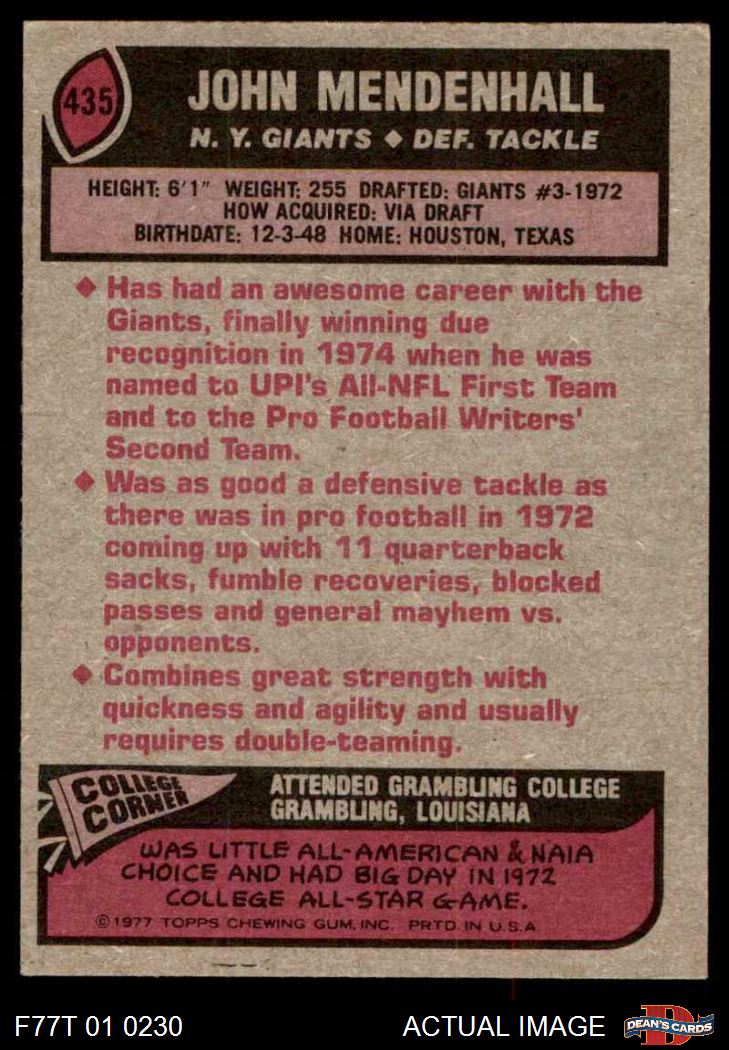 435
JOHN MENDENHALL
N. Y. GIANTS ◆ DEF. TACKLE
HEIGHT: 6'1" WEIGHT: 255 DRAFTED: GIANTS #3-1972
HOW ACQUIRED: VIA DRAFT
BIRTHDATE: 12-3-48 HOME: HOUSTON, TEXAS
◆ Has had an awesome career with the
Giants, finally winning due
recognition in 1974 when he was
named to UPI's All-NFL First Team
and to the Pro Football Writers'
Second Team.
◆ Was as good a defensive tackle as
there was in pro football in 1972
coming up with 11 quarterback
sacks, fumble recoveries, blocked
passes and general mayhem vs.
opponents.
◆ Combines great strength with
quickness and agility and usually
requires double-teaming.
COLLEGE
CORNER
ATTENDED GRAMBLING COLLEGE
GRAMBLING, LOUISIANA
WAS LITTLE ALL-AMERICAN & NAIA
CHOICE AND HAD BIG DAY IN 1972
COLLEGE ALL-STAR GAME.
© 1977 TOPPS CHEWING GUM, INC. PRTD. IN U.S.A.
F77T 01 0230
ACTUAL IMAGE
D
DEAN'S CARDS